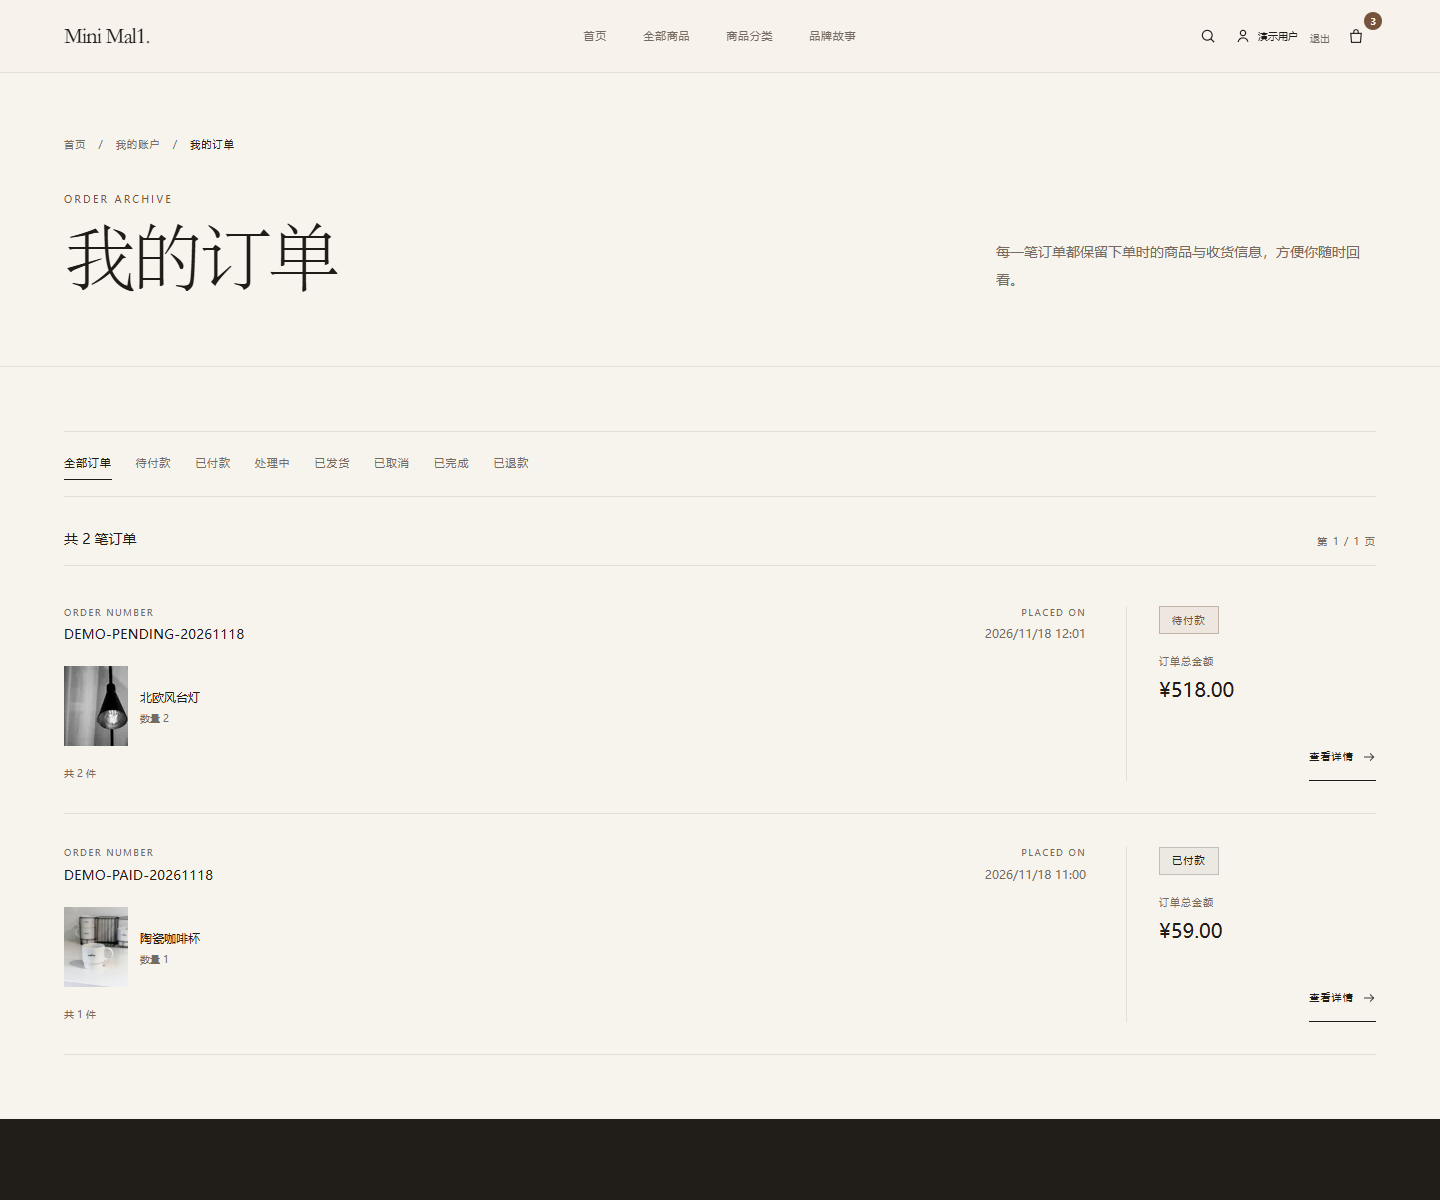 Mini Mal1.
首页 全部商品 商品分类 品牌故事
演示用户 退出 3
首页 / 我的账户 / 我的订单
ORDER ARCHIVE
我的订单
每一笔订单都保留下单时的商品与收货信息，方便你随时回
看。
全部订单 待付款 已付款 处理中 已发货 已取消 已完成 已退款
共 2 笔订单
第 1 / 1 页
ORDER NUMBER
DEMO-PENDING-20261118
PLACED ON
2026/11/18 12:01
北欧风台灯
数量 2
共 2 件
待付款
订单总金额
¥518.00
查看详情 →
ORDER NUMBER
DEMO-PAID-20261118
PLACED ON
2026/11/18 11:00
陶瓷咖啡杯
数量 1
共 1 件
已付款
订单总金额
¥59.00
查看详情 →